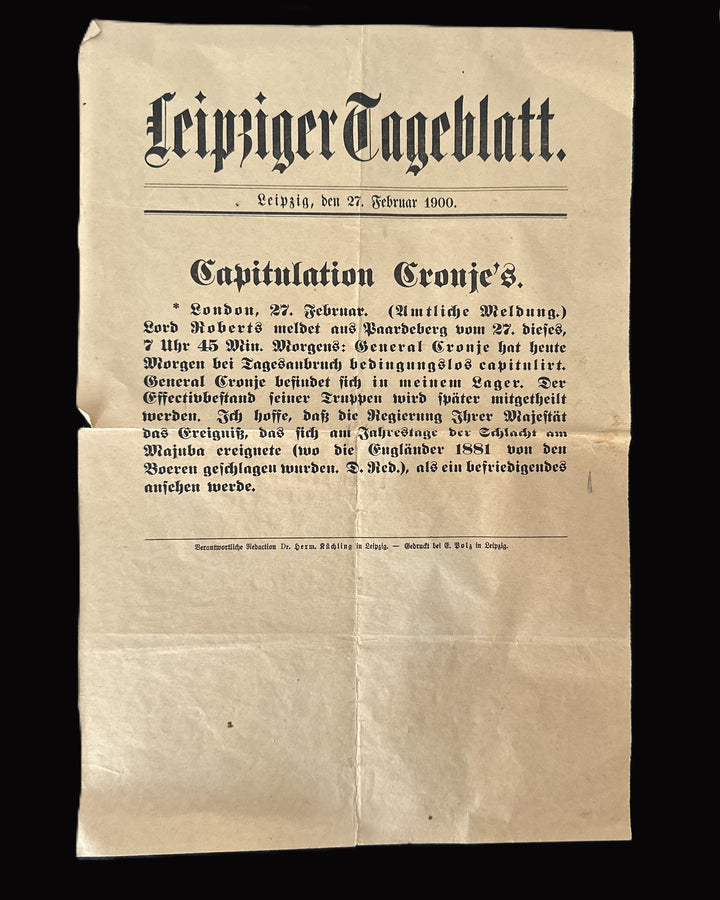 Leipziger Tageblatt.
Leipzig, den 27. Februar 1900.
Capitulation Cronje's.
* London, 27. Februar. (Amtliche Meldung.)
Lord Roberts meldet aus Paardeberg vom 27. dieses,
7 Uhr 45 Min. Morgens: General Cronje hat heute
Morgen bei Tagesanbruch bedingungslos capitulirt.
General Cronje befindet sich in meinem Lager. Der
Effectivbestand seiner Truppen wird später mitgetheilt
werden. Ich hoffe, daß die Regierung Ihrer Majestät
das Ereigniß, das sich am Jahrestage der Schlacht am
Majuba ereignete (wo die Engländer 1881 von den
Boeren geschlagen wurden. D. Red.), als ein befriedigendes
ansehen werde.
Verantwortliche Redaction Dr. Herm. Küchling in Leipzig. — Gedruckt bei E. Polz in Leipzig.